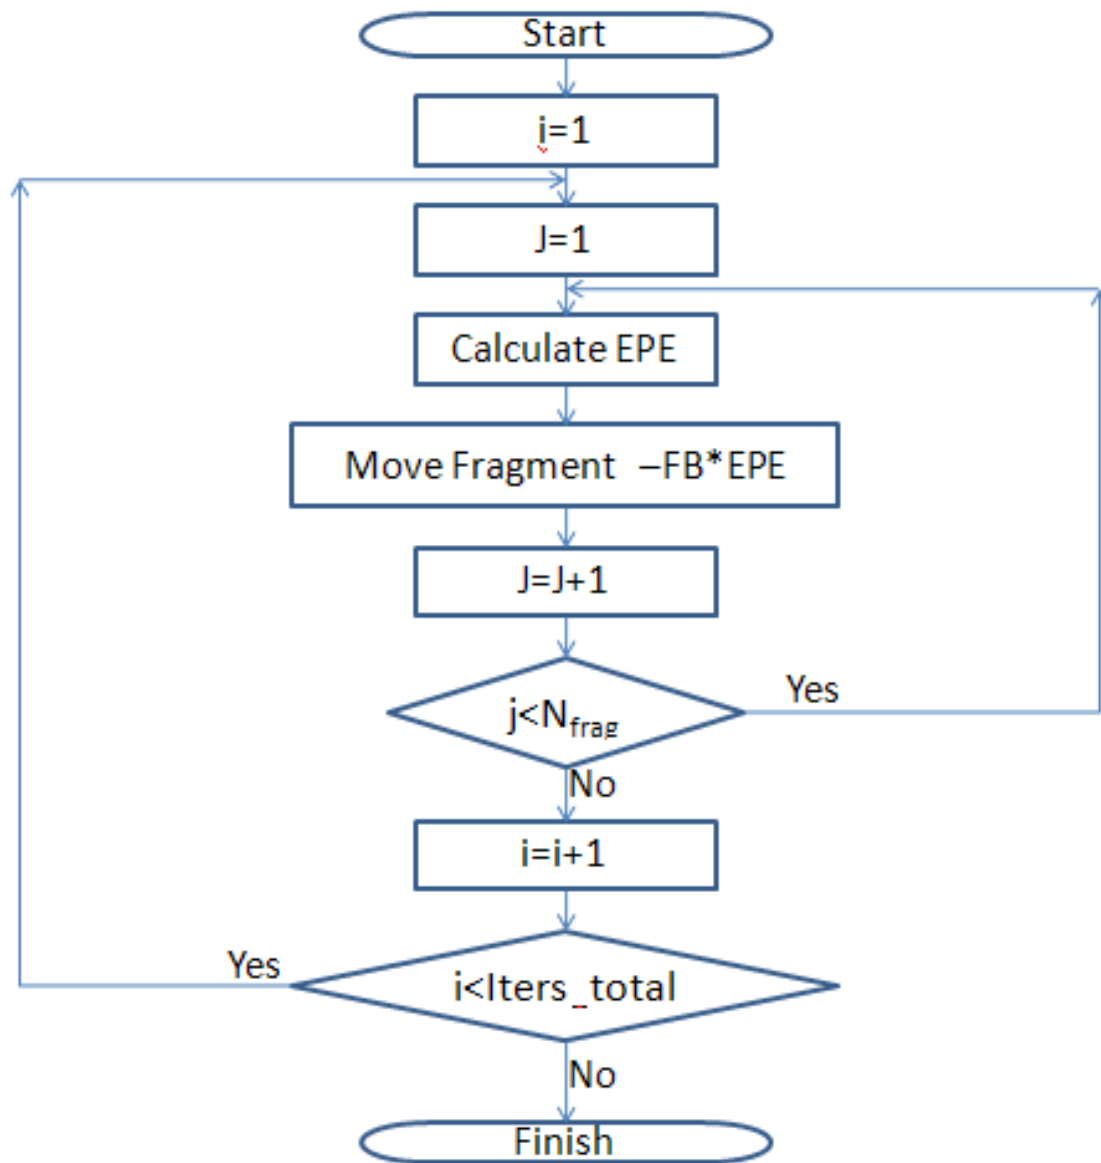 Start
i=1
J=1
Calculate EPE
Move Fragment –FB*EPE
J=J+1
j<Nfrag
Yes
No
i=i+1
Yes
i<Iters_total
No
Finish